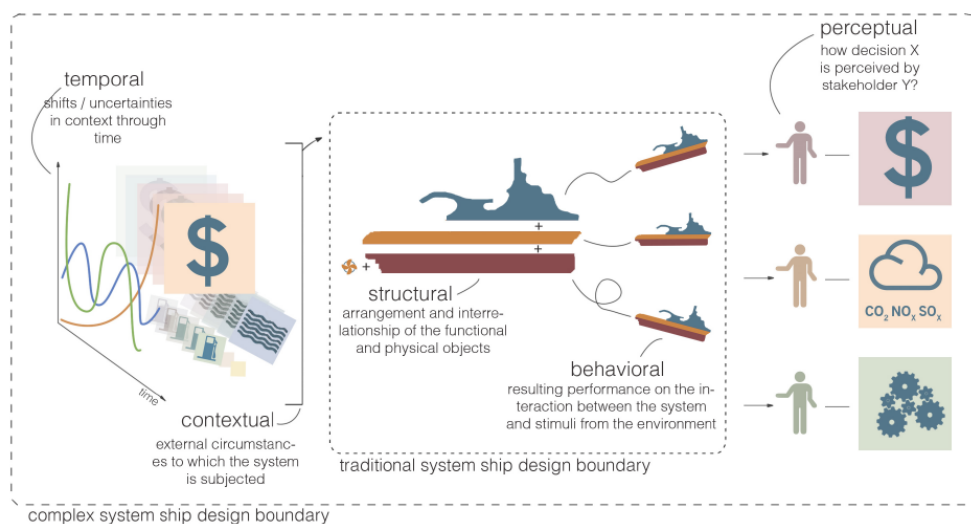 temporal
shifts / uncertainties
in context through
time
time
$
contextual
external circumstanc-
es to which the system
is subjected
+
+
+
structural
arrangement and interre-
lationship of the functional
and physical objects
behavioral
resulting performance on the in-
teraction between the system
and stimuli from the environment
traditional system ship design boundary
perceptual
how decision X
is perceived by
stakeholder Y?
$
CO₂ NOₓ SOₓ
complex system ship design boundary